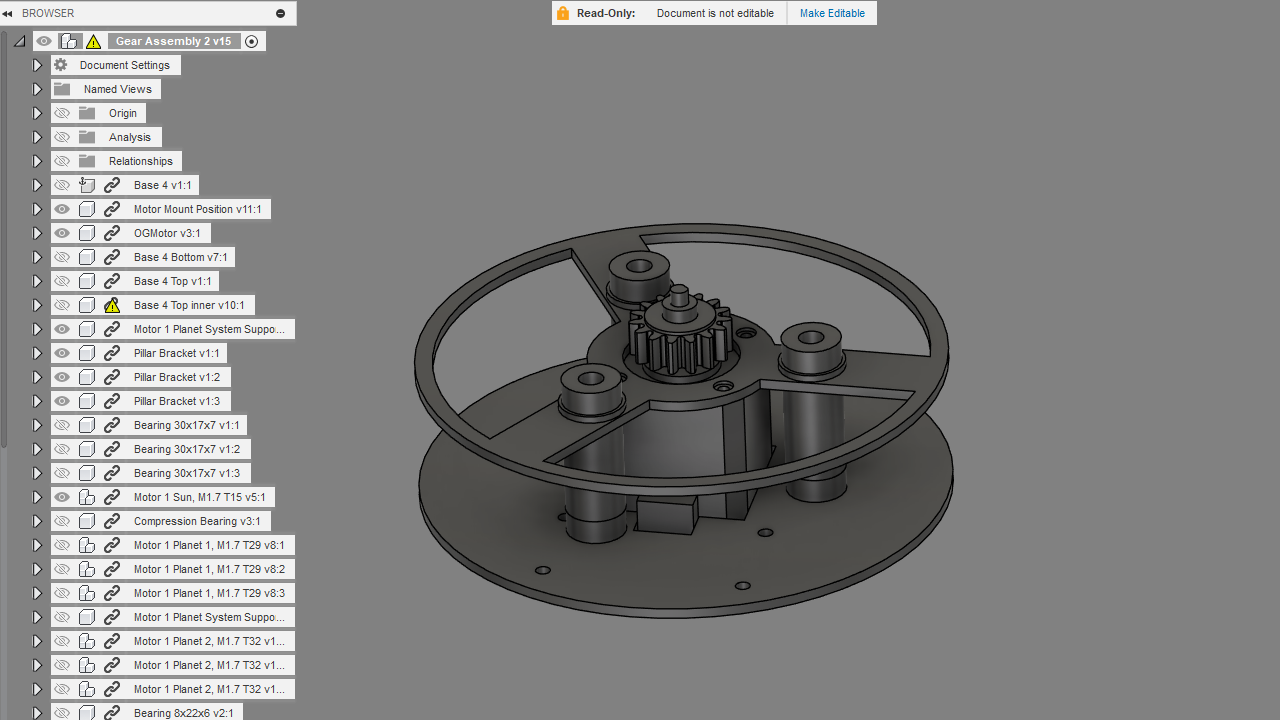 BROWSER
Read-Only: Document is not editable Make Editable
Gear Assembly 2 v15
Document Settings
Named Views
Origin
Analysis
Relationships
Base 4 v1:1
Motor Mount Position v11:1
OGMotor v3:1
Base 4 Bottom v7:1
Base 4 Top v1:1
Base 4 Top inner v10:1
Motor 1 Planet System Suppo...
Pillar Bracket v1:1
Pillar Bracket v1:2
Pillar Bracket v1:3
Bearing 30x17x7 v1:1
Bearing 30x17x7 v1:2
Bearing 30x17x7 v1:3
Motor 1 Sun, M1.7 T15 v5:1
Compression Bearing v3:1
Motor 1 Planet 1, M1.7 T29 v8:1
Motor 1 Planet 1, M1.7 T29 v8:2
Motor 1 Planet 1, M1.7 T29 v8:3
Motor 1 Planet System Suppo...
Motor 1 Planet 2, M1.7 T32 v1...
Motor 1 Planet 2, M1.7 T32 v1...
Motor 1 Planet 2, M1.7 T32 v1...
Bearing 8x22x6 v2:1